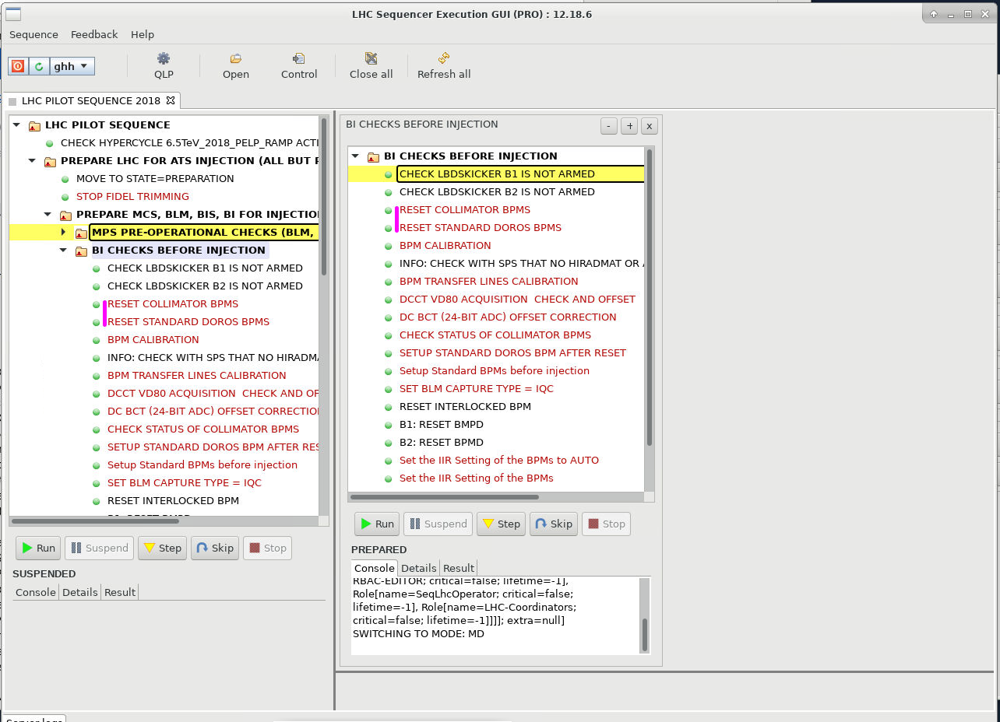 LHC Sequencer Execution GUI (PRO) : 12.18.6
Sequence Feedback Help
ghh QLP Open Control Close all Refresh all
LHC PILOT SEQUENCE 2018
LHC PILOT SEQUENCE
CHECK HYPERCYCLE 6.5TeV_2018_PELP_RAMP ACTI
PREPARE LHC FOR ATS INJECTION (ALL BUT
MOVE TO STATE=PREPARATION
STOP FIDEL TRIMMING
PREPARE MCS, BLM, BIS, BI FOR INJECTIO
MPS PRE-OPERATIONAL CHECKS (BLM,
BI CHECKS BEFORE INJECTION
CHECK LBDSKICKER B1 IS NOT ARMED
CHECK LBDSKICKER B2 IS NOT ARMED
RESET COLLIMATOR BPMS
RESET STANDARD DOROS BPMS
BPM CALIBRATION
INFO: CHECK WITH SPS THAT NO HIRADMA
BPM TRANSFER LINES CALIBRATION
DCCT VD80 ACQUISITION  CHECK AND OF
DC BCT (24-BIT ADC) OFFSET CORRECTIO
CHECK STATUS OF COLLIMATOR BPMS
SETUP STANDARD DOROS BPM AFTER RES
Setup Standard BPMs before injection
SET BLM CAPTURE TYPE = IQC
RESET INTERLOCKED BPM
Run Suspend Step Skip Stop
SUSPENDED
Console Details Result
BI CHECKS BEFORE INJECTION - + x
BI CHECKS BEFORE INJECTION
CHECK LBDSKICKER B1 IS NOT ARMED
CHECK LBDSKICKER B2 IS NOT ARMED
RESET COLLIMATOR BPMS
RESET STANDARD DOROS BPMS
BPM CALIBRATION
INFO: CHECK WITH SPS THAT NO HIRADMAT OR
BPM TRANSFER LINES CALIBRATION
DCCT VD80 ACQUISITION  CHECK AND OFFSET
DC BCT (24-BIT ADC) OFFSET CORRECTION
CHECK STATUS OF COLLIMATOR BPMS
SETUP STANDARD DOROS BPM AFTER RESET
Setup Standard BPMs before injection
SET BLM CAPTURE TYPE = IQC
RESET INTERLOCKED BPM
B1: RESET BMPD
B2: RESET BPMD
Set the IIR Setting of the BPMs to AUTO
Set the IIR Setting of the BPMs
Run Suspend Step Skip Stop
PREPARED
Console Details Result
RBAC-EDITOR; critical=false; lifetime=-1],
Role[name=SeqLhcOperator; critical=false;
lifetime=-1], Role[name=LHC-Coordinators;
critical=false; lifetime=-1]]]]; extra=null]
SWITCHING TO MODE: MD